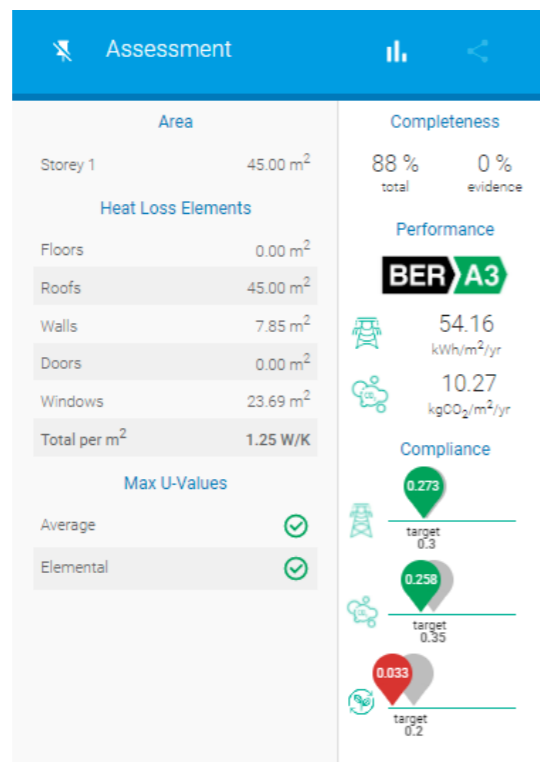 Assessment
Area
Storey 1 45.00 m²
Heat Loss Elements
Floors 0.00 m²
Roofs 45.00 m²
Walls 7.85 m²
Doors 0.00 m²
Windows 23.69 m²
Total per m² 1.25 W/K
Max U-Values
Average
Elemental
Completeness
88 % 0 %
total evidence
Performance
BER A3
54.16
kWh/m²/yr
CO₂ 10.27
kgCO₂/m²/yr
Compliance
0.273
target
0.3
0.258
target
0.35
0.033
target
0.2